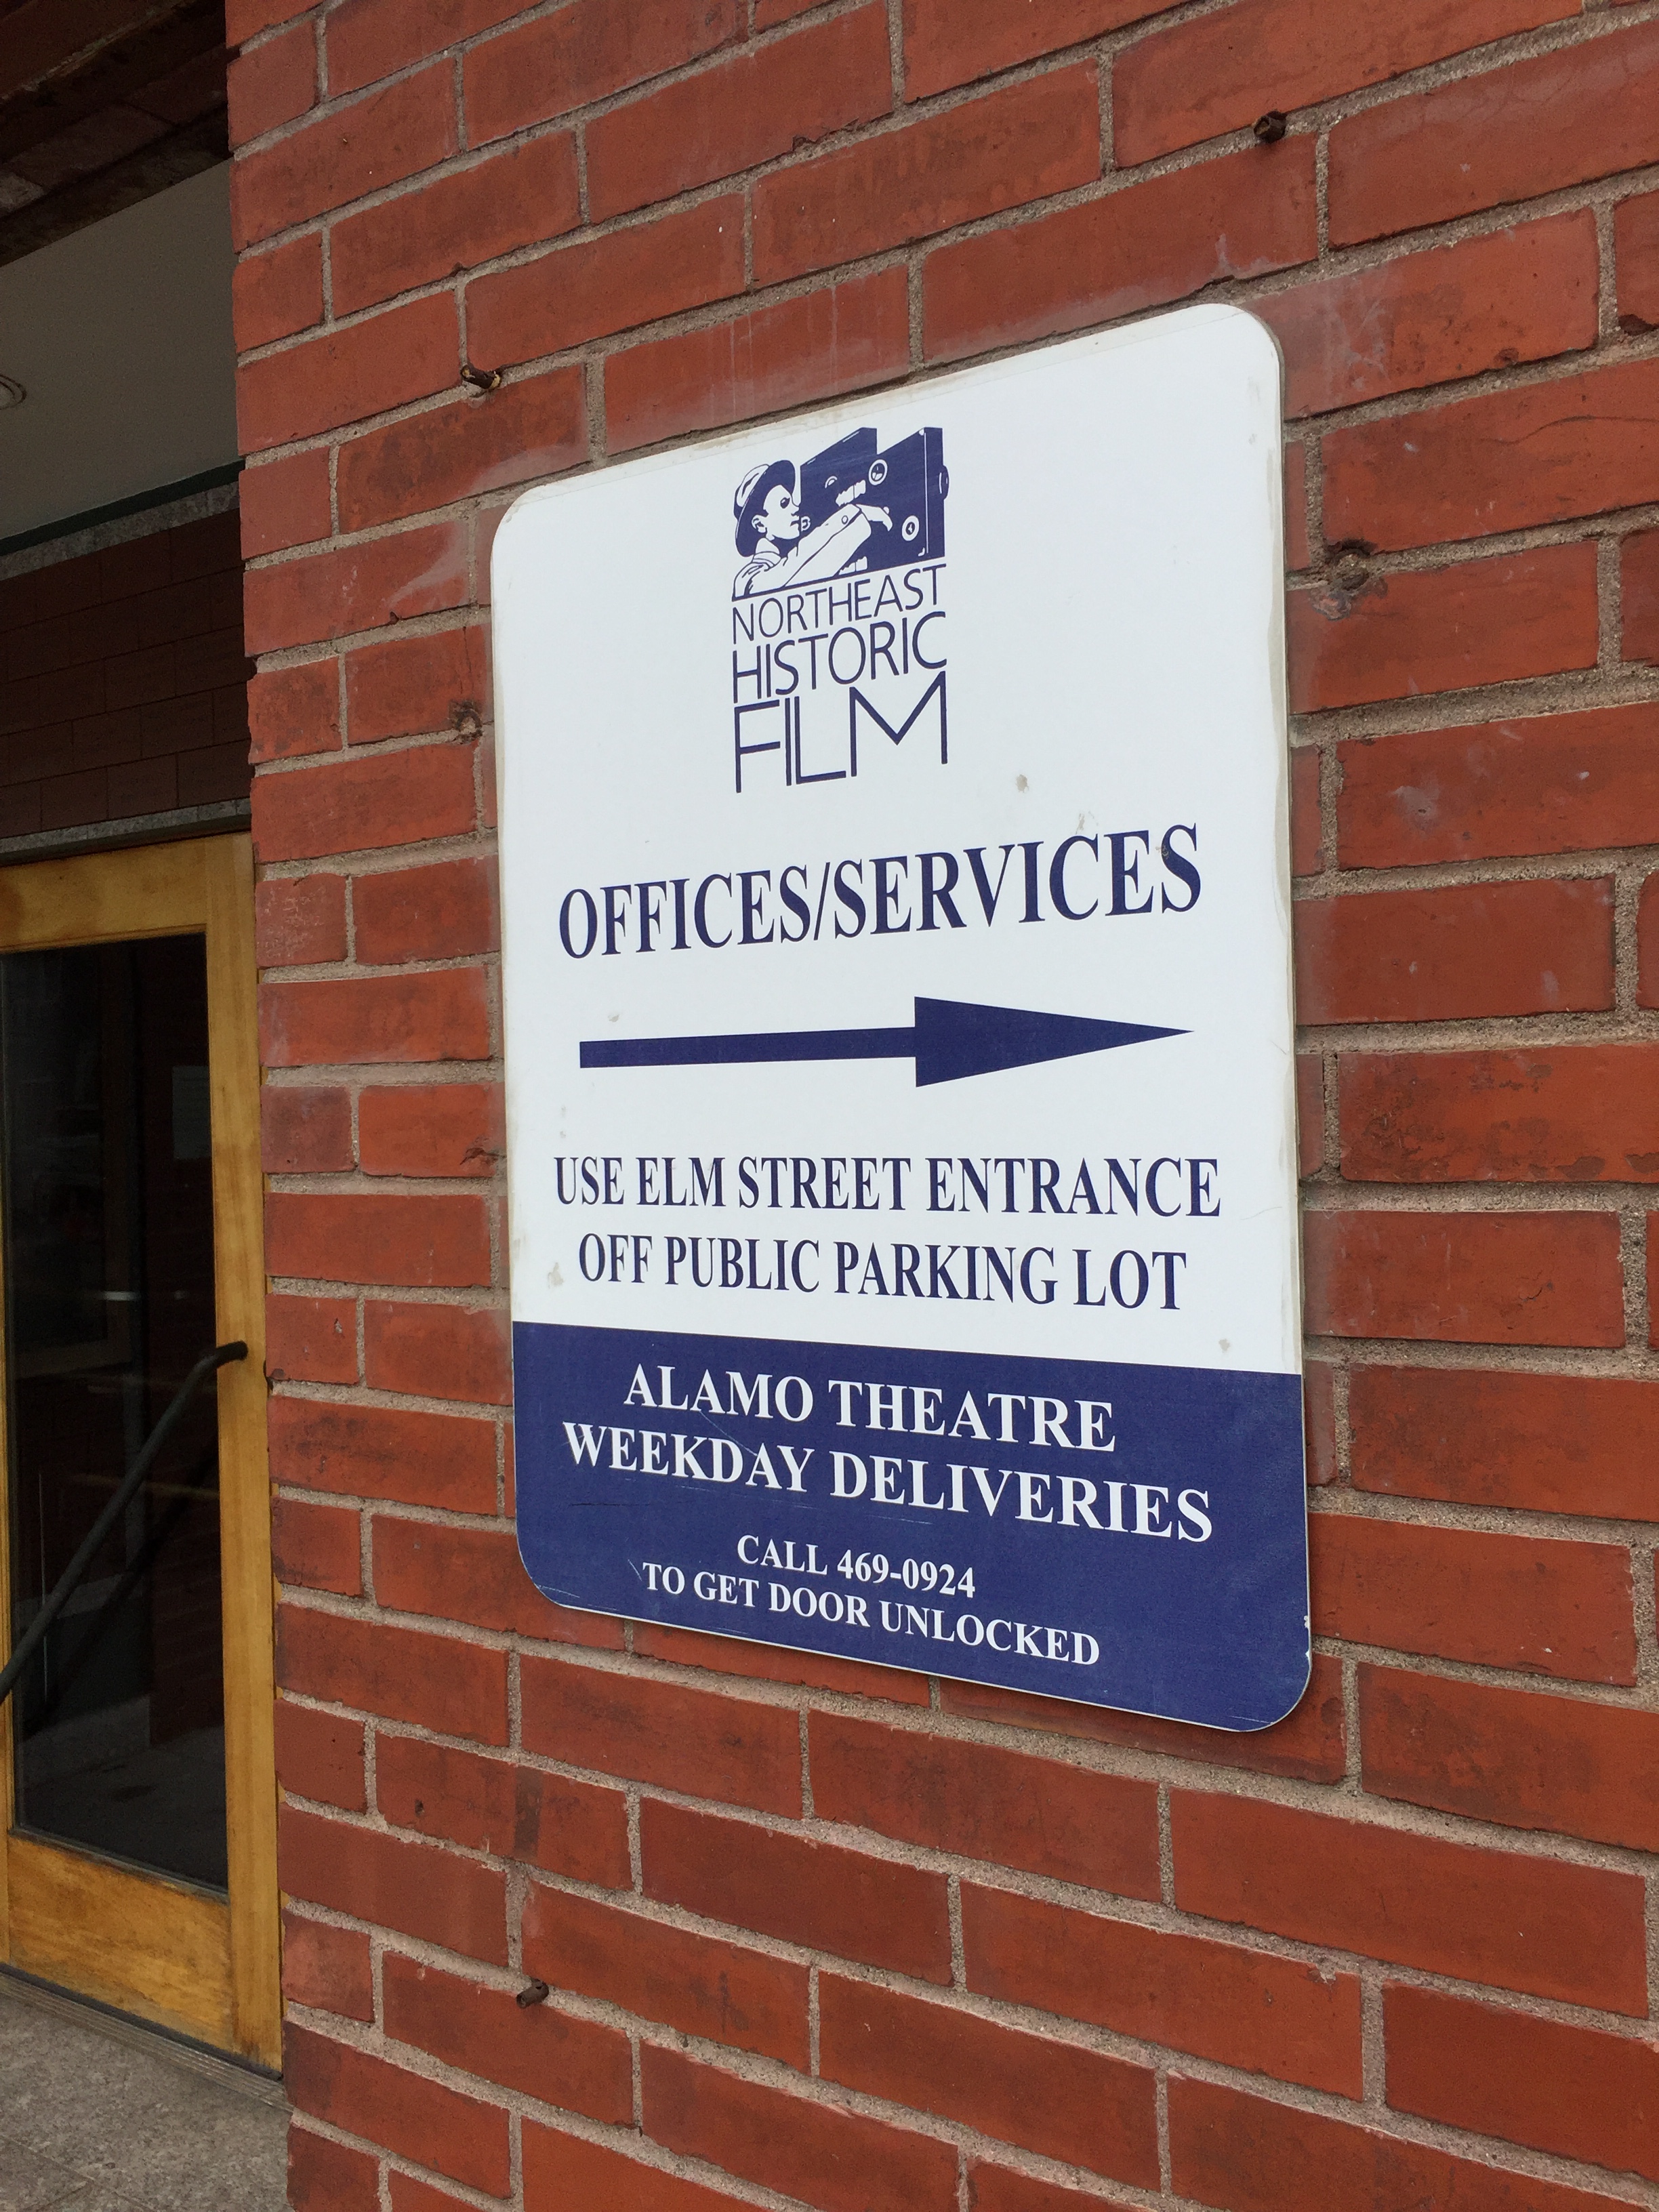 NORTHEAST
HISTORIC
FILM
OFFICES/SERVICES
USE ELM STREET ENTRANCE
OFF PUBLIC PARKING LOT
ALAMO THEATRE
WEEKDAY DELIVERIES
CALL 469-0924
TO GET DOOR UNLOCKED